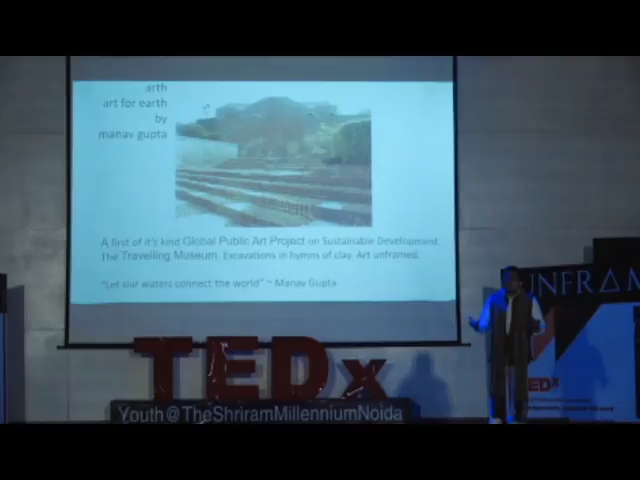 arth
art for earth
by
manav gupta
A first of it's kind Global Public Art Project on Sustainable Development.
The Travelling Museum. Excavations in hymns of clay. Art unframed.
"Let our waters connect the world" ~ Manav Gupta
UNFRAM
TEDx
Youth@TheShriramMillenniumNoida
TEDx